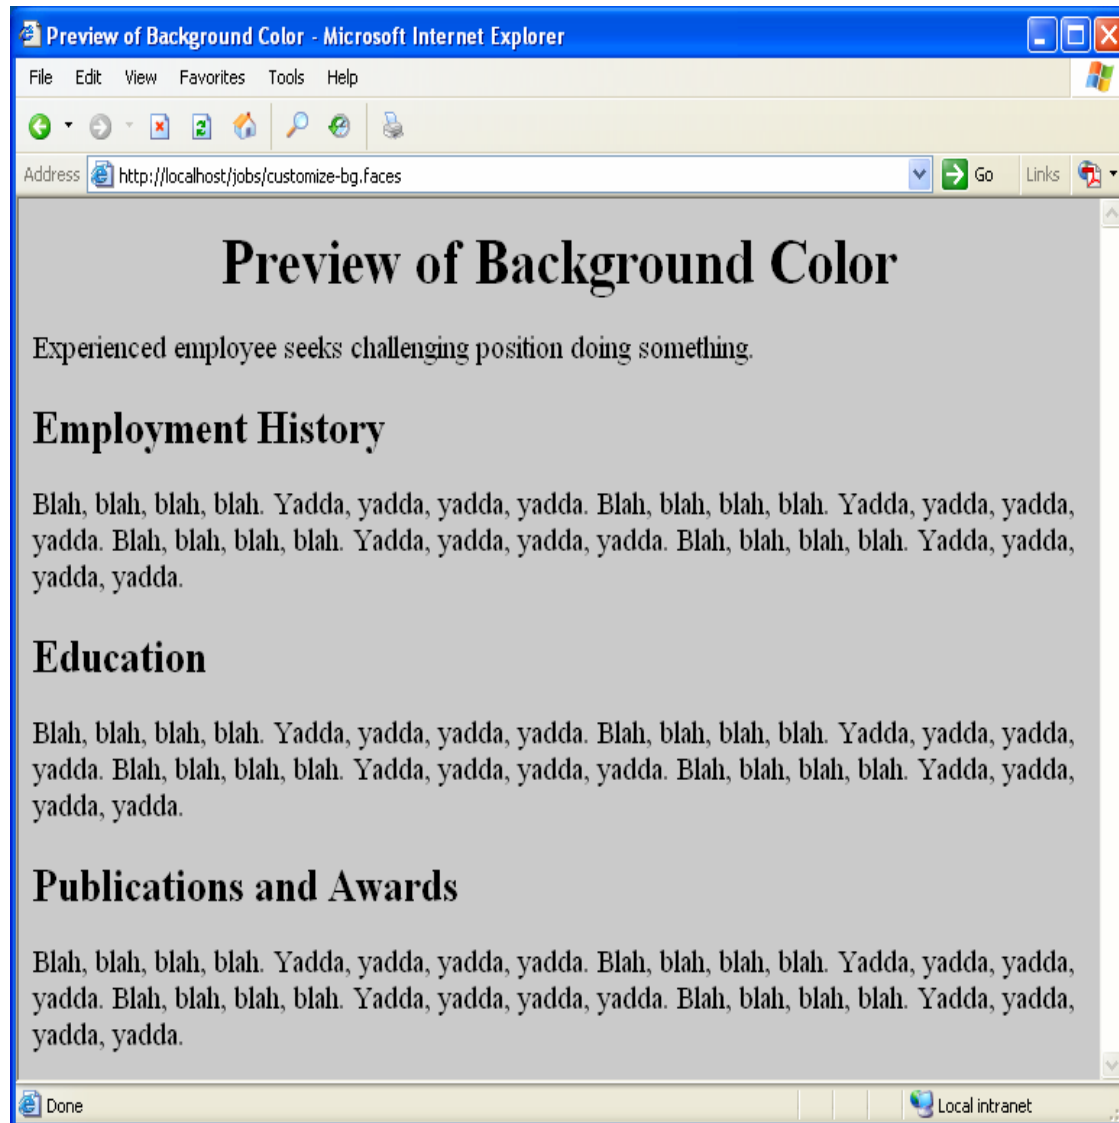 Preview of Background Color - Microsoft Internet Explorer
File Edit View Favorites Tools Help
Address http://localhost/jobs/customize-bg.faces Go Links
Preview of Background Color
Experienced employee seeks challenging position doing something.
Employment History
Blah, blah, blah, blah. Yadda, yadda, yadda, yadda. Blah, blah, blah, blah. Yadda, yadda, yadda,
yadda. Blah, blah, blah, blah. Yadda, yadda, yadda, yadda. Blah, blah, blah, blah. Yadda, yadda,
yadda, yadda.
Education
Blah, blah, blah, blah. Yadda, yadda, yadda, yadda. Blah, blah, blah, blah. Yadda, yadda, yadda,
yadda. Blah, blah, blah, blah. Yadda, yadda, yadda, yadda. Blah, blah, blah, blah. Yadda, yadda,
yadda, yadda.
Publications and Awards
Blah, blah, blah, blah. Yadda, yadda, yadda, yadda. Blah, blah, blah, blah. Yadda, yadda, yadda,
yadda. Blah, blah, blah, blah. Yadda, yadda, yadda, yadda. Blah, blah, blah, blah. Yadda, yadda,
yadda, yadda.
Done Local intranet